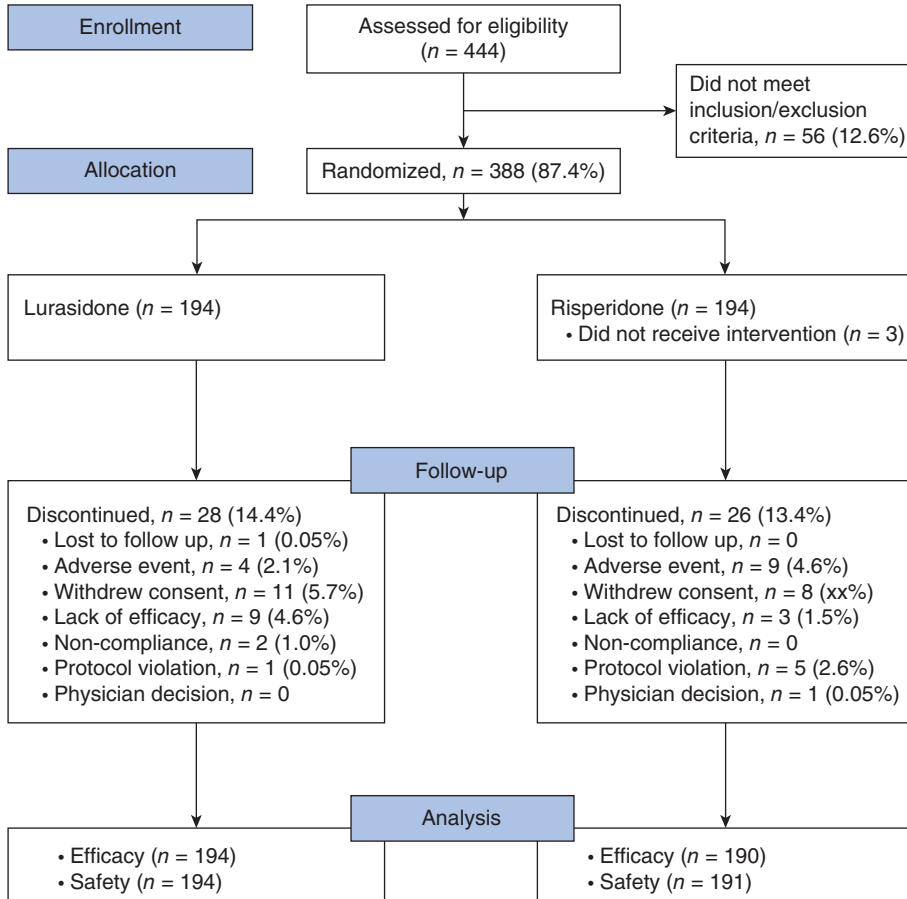 Enrollment
Assessed for eligibility
(n = 444)
Did not meet
inclusion/exclusion
criteria, n = 56 (12.6%)
Allocation
Randomized, n = 388 (87.4%)
Lurasidone (n = 194)
Risperidone (n = 194)
• Did not receive intervention (n = 3)
Follow-up
Discontinued, n = 28 (14.4%)
• Lost to follow up, n = 1 (0.05%)
• Adverse event, n = 4 (2.1%)
• Withdrew consent, n = 11 (5.7%)
• Lack of efficacy, n = 9 (4.6%)
• Non-compliance, n = 2 (1.0%)
• Protocol violation, n = 1 (0.05%)
• Physician decision, n = 0
Discontinued, n = 26 (13.4%)
• Lost to follow up, n = 0
• Adverse event, n = 9 (4.6%)
• Withdrew consent, n = 8 (xx%)
• Lack of efficacy, n = 3 (1.5%)
• Non-compliance, n = 0
• Protocol violation, n = 5 (2.6%)
• Physician decision, n = 1 (0.05%)
Analysis
• Efficacy (n = 194)
• Safety (n = 194)
• Efficacy (n = 190)
• Safety (n = 191)